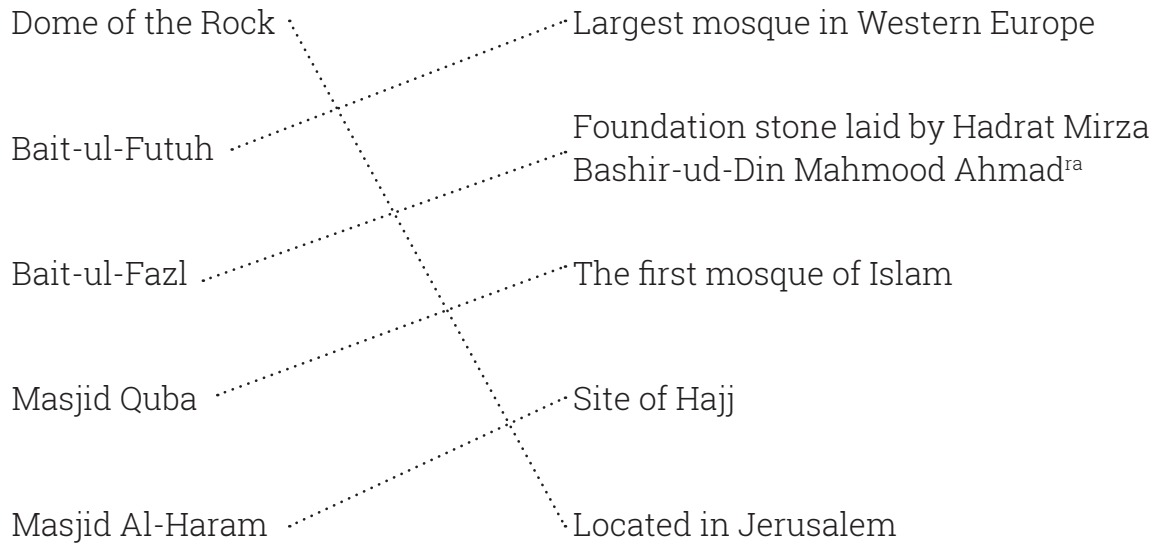 Dome of the Rock
Largest mosque in Western Europe
Bait-ul-Futuh
Foundation stone laid by Hadrat Mirza
Bashir-ud-Din Mahmood Ahmadra
Bait-ul-Fazl
The first mosque of Islam
Masjid Quba
Site of Hajj
Masjid Al-Haram
Located in Jerusalem